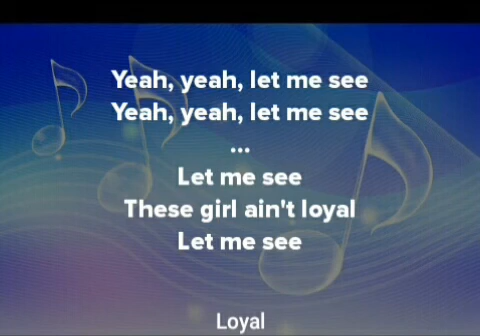 Yeah, yeah, let me see
Yeah, yeah, let me see
...
Let me see
These girl ain't loyal
Let me see
Loyal